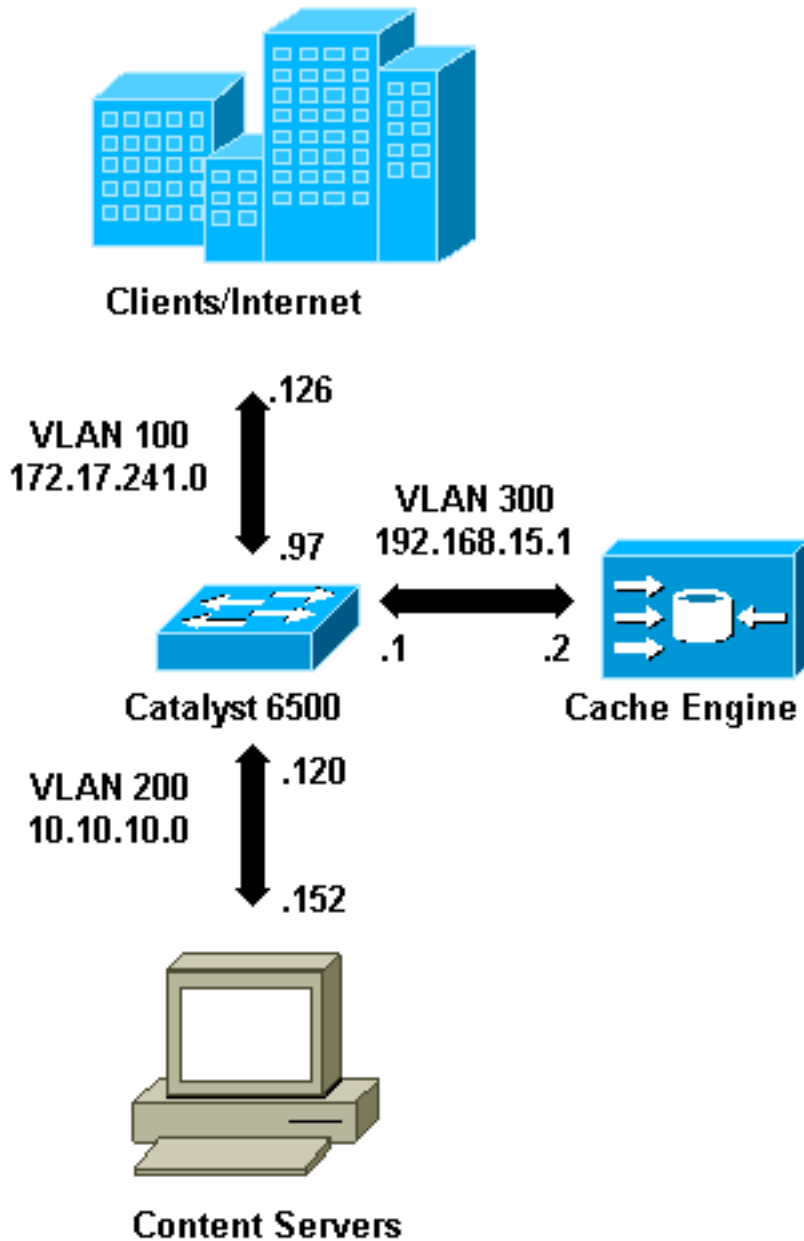 Clients/Internet
.126
VLAN 100
172.17.241.0
.97
VLAN 300
192.168.15.1
.1
.2
Catalyst 6500
Cache Engine
VLAN 200
10.10.10.0
.120
.152
Content Servers